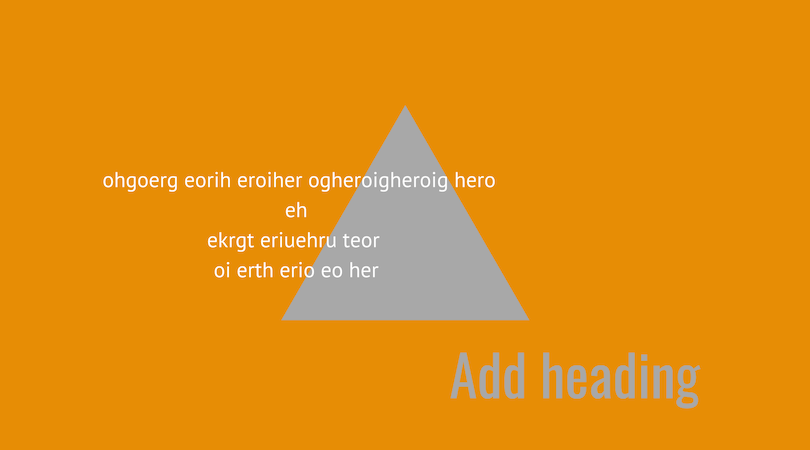 ohgoerg eorih eroiher ogheroigheroig hero
eh
ekrgt eriuehru teor
oi erth erio eo her
Add heading